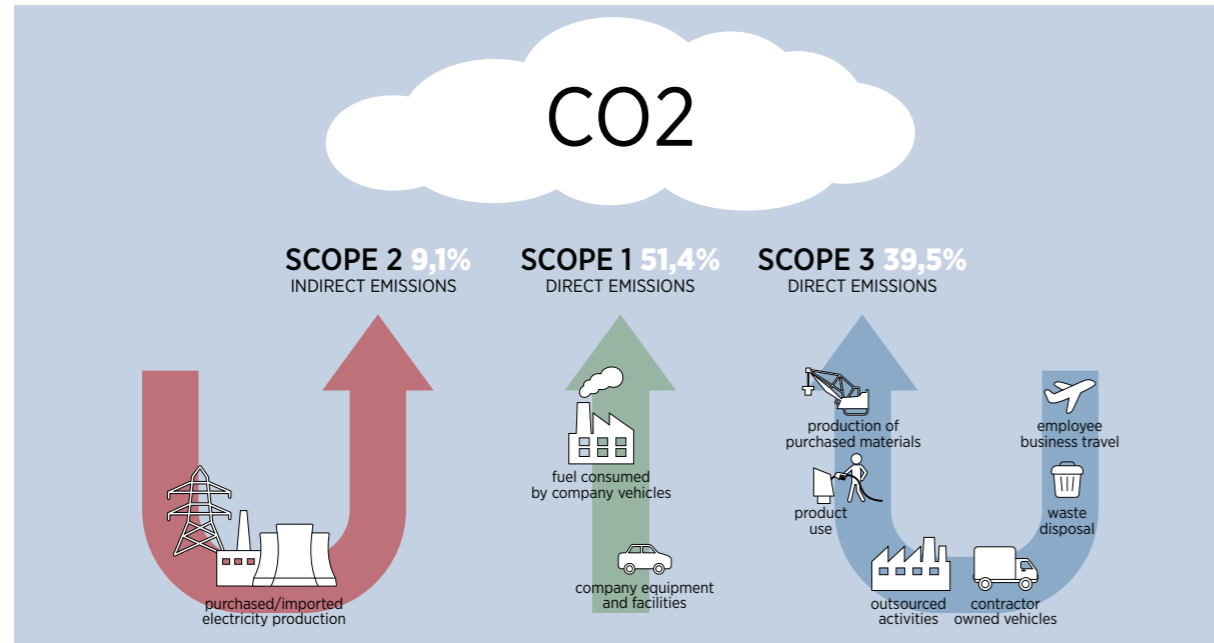 CO2
SCOPE 2 9,1%
INDIRECT EMISSIONS
SCOPE 1 51,4%
DIRECT EMISSIONS
SCOPE 3 39,5%
DIRECT EMISSIONS
purchased/imported
electricity production
fuel consumed
by company vehicles
company equipment
and facilities
production of
purchased materials
product
use
outsourced
activities
contractor
owned vehicles
employee
business travel
waste
disposal